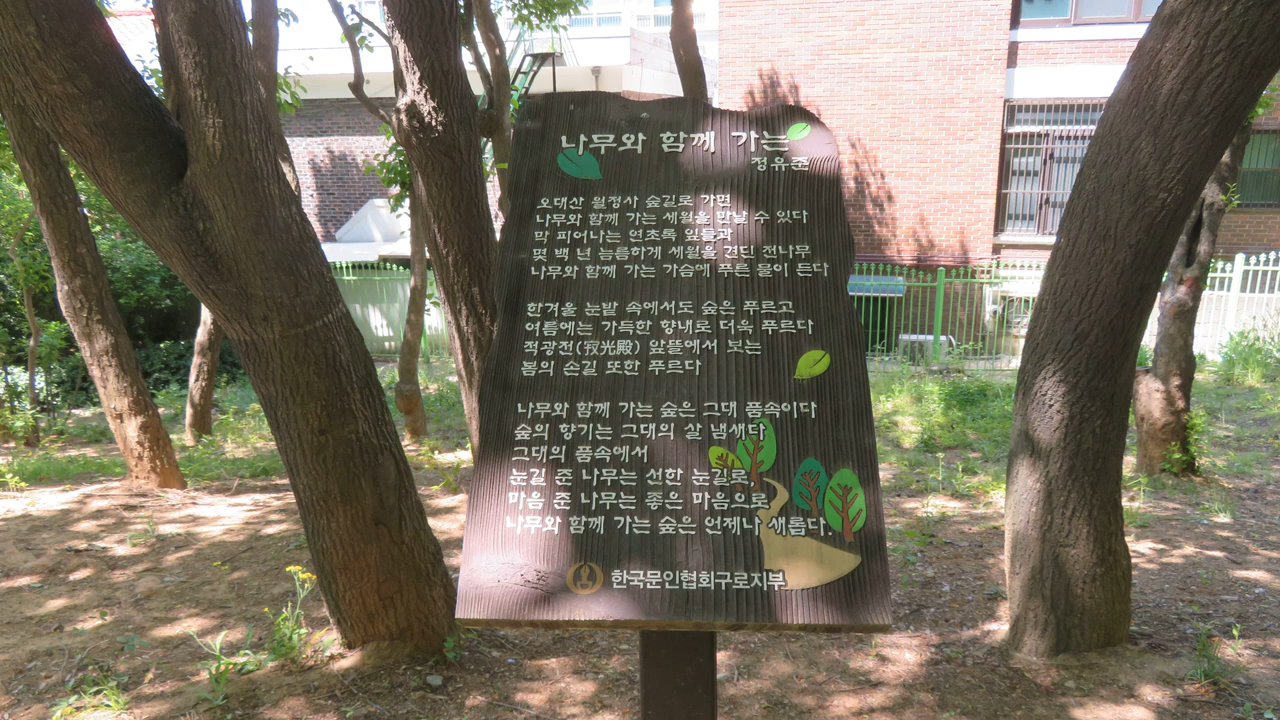 나무와 함께 가는
정유준
오대산 월정사 숲길로 가면
나무와 함께 가는 세월을 만날 수 있다
막 피어나는 연초록 잎들과
몇 백 년 늠름하게 세월을 견딘 전나무
나무와 함께 가는 가슴에 푸른 물이 든다
한겨울 눈밭 속에서도 숲은 푸르고
여름에는 가득한 향내로 더욱 푸르다
적광전(寂光殿) 앞뜰에서 보는
봄의 손길 또한 푸르다
나무와 함께 가는 숲은 그대 품속이다
숲의 향기는 그대의 살 냄새다
그대의 품속에서
눈길 준 나무는 선한 눈길로
마음 준 나무는 좋은 마음으로
나무와 함께 가는 숲은 언제나 새롭다.
한국문인협회구로지부